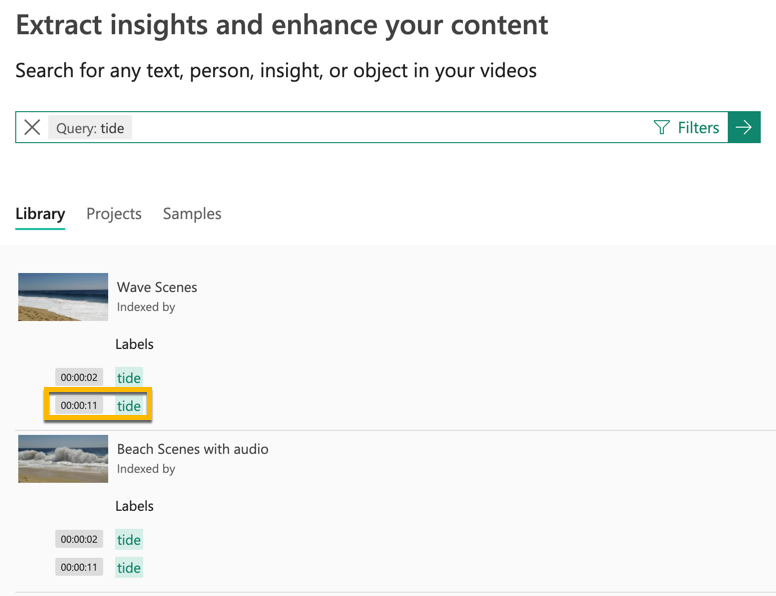 Extract insights and enhance your content
Search for any text, person, insight, or object in your videos
Query: tide
Filters
Library Projects Samples
Wave Scenes
Indexed by
Labels
00:00:02 tide
00:00:11 tide
Beach Scenes with audio
Indexed by
Labels
00:00:02 tide
00:00:11 tide